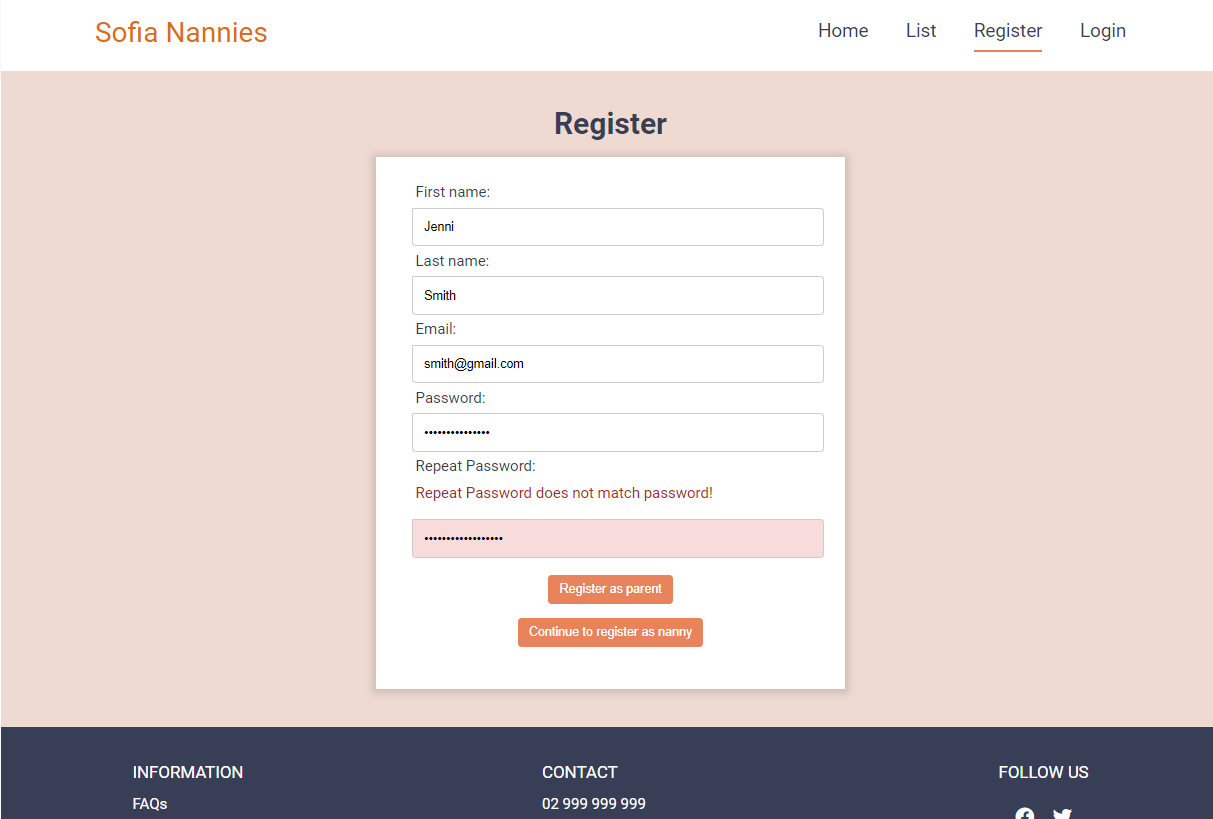 Sofia Nannies
Home List Register Login
Register
First name:
Jenni
Last name:
Smith
Email:
smith@gmail.com
Password:
•••••••••••••••
Repeat Password:
Repeat Password does not match password!
••••••••••••••••••
Register as parent
Continue to register as nanny
INFORMATION CONTACT FOLLOW US
FAQs 02 999 999 999